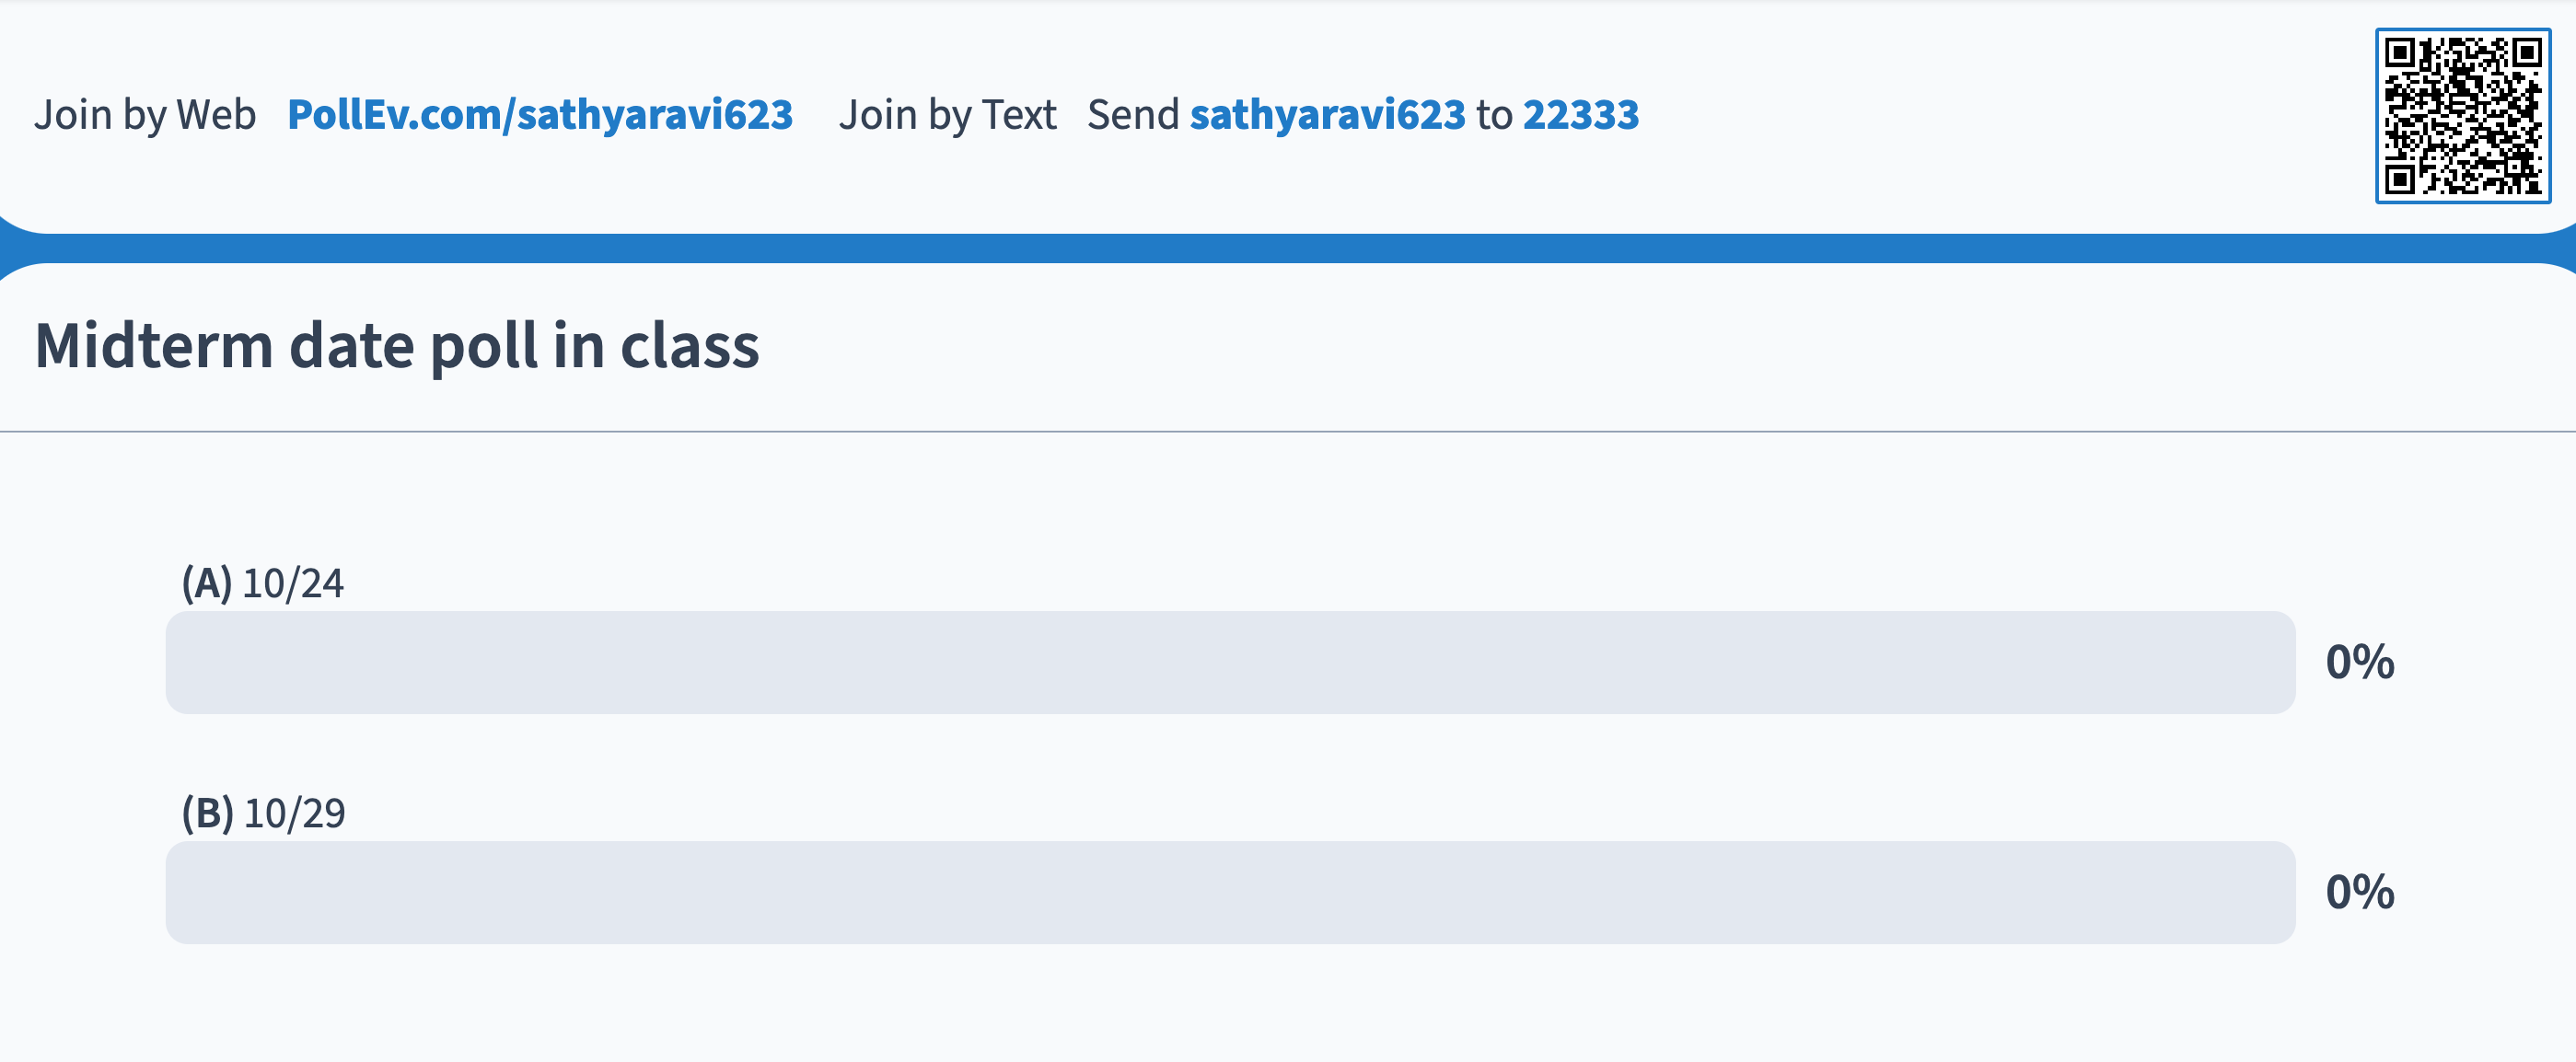 Join by Web PollEv.com/sathyaravi623 Join by Text Send sathyaravi623 to 22333
Midterm date poll in class
(A) 10/24
0%
(B) 10/29
0%